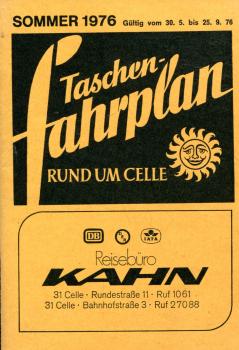 SOMMER 1976 Gültig vom 30. 5. bis 25. 9. 76
Taschen-
fahrplan
RUND UM CELLE
DB IATA
Reisebüro
KAHN
31 Celle · Rundestraße 11 · Ruf 1061
31 Celle · Bahnhofstraße 3 · Ruf 27088